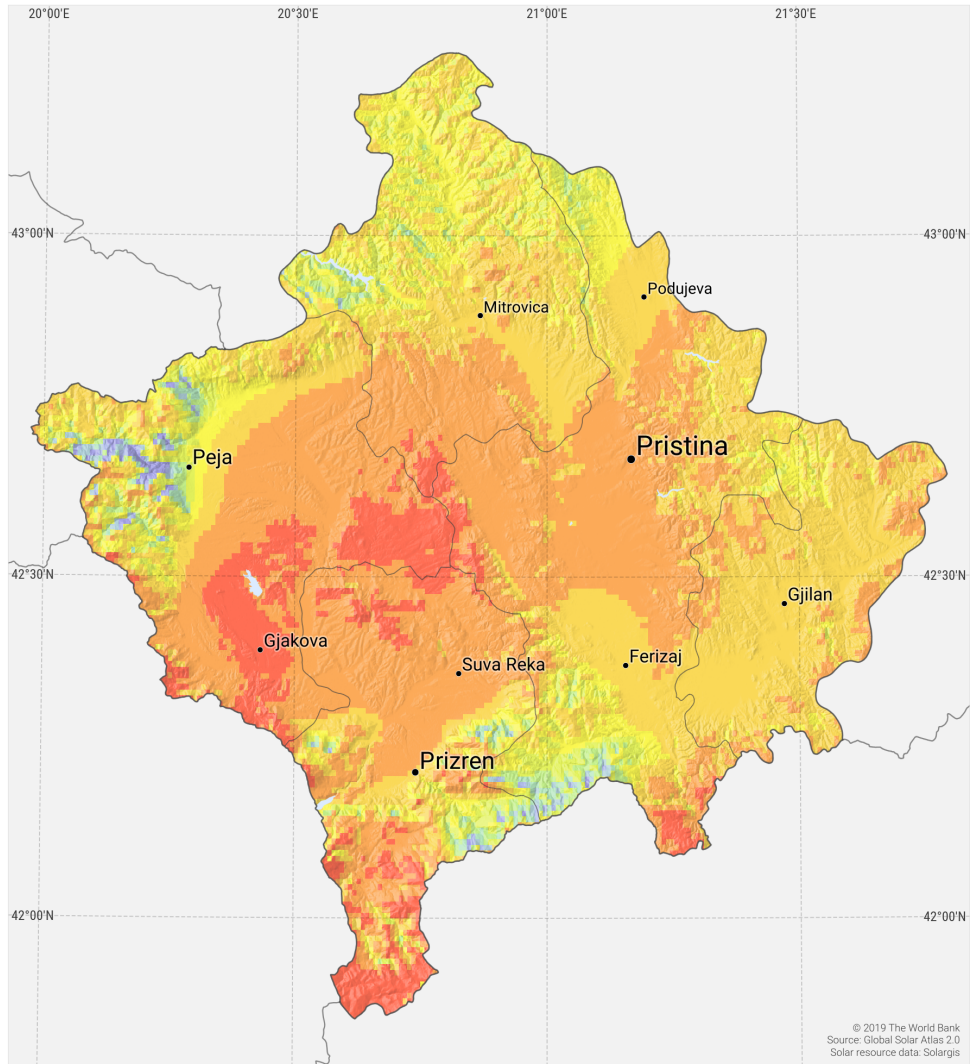 20°00'E 20°30'E 21°00'E 21°30'E
43°00'N 43°00'N
Podujeva
Mitrovica
Pristina
Peja
42°30'N 42°30'N
Gjilan
Gjakova
Ferizaj
Suva Reka
Prizren
42°00'N 42°00'N
© 2019 The World Bank
Source: Global Solar Atlas 2.0
Solar resource data: Solargis